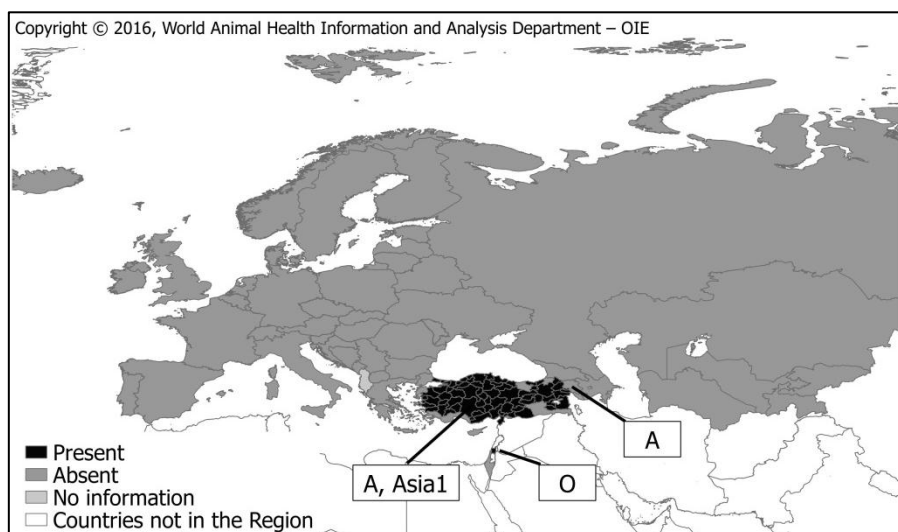 Copyright © 2016, World Animal Health Information and Analysis Department – OIE
A
A, Asia1
O
Present
Absent
No information
Countries not in the Region